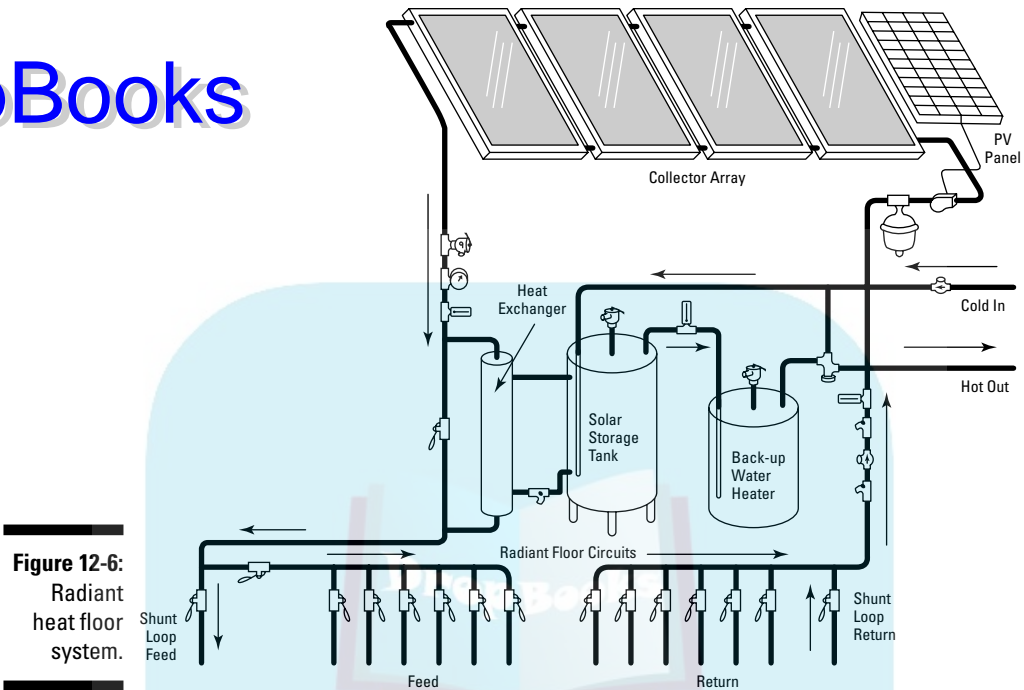 Books
PV
Panel
Collector Array
Cold In
Heat
Exchanger
Hot Out
Solar
Storage
Tank
Back-up
Water
Heater
Radiant Floor Circuits
Figure 12-6:
Radiant
heat floor
system.
Shunt
Loop
Feed
Shunt
Loop
Return
DropBooks
Feed
Return